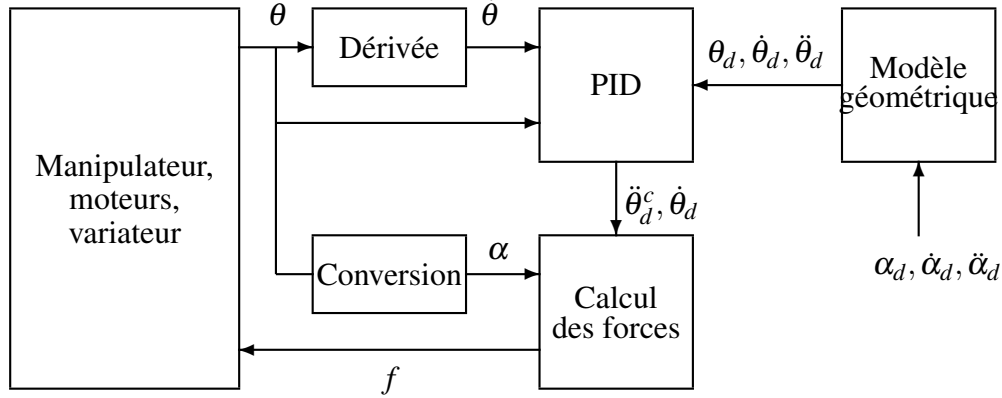 θ
Dérivée
θ
PID
θ_d, θ̇_d, θ̈_d
Modèle
géométrique
Manipulateur,
moteurs,
variateur
θ̈_d^c, θ̇_d
Conversion
α
Calcul
des forces
α_d, α̇_d, α̈_d
f